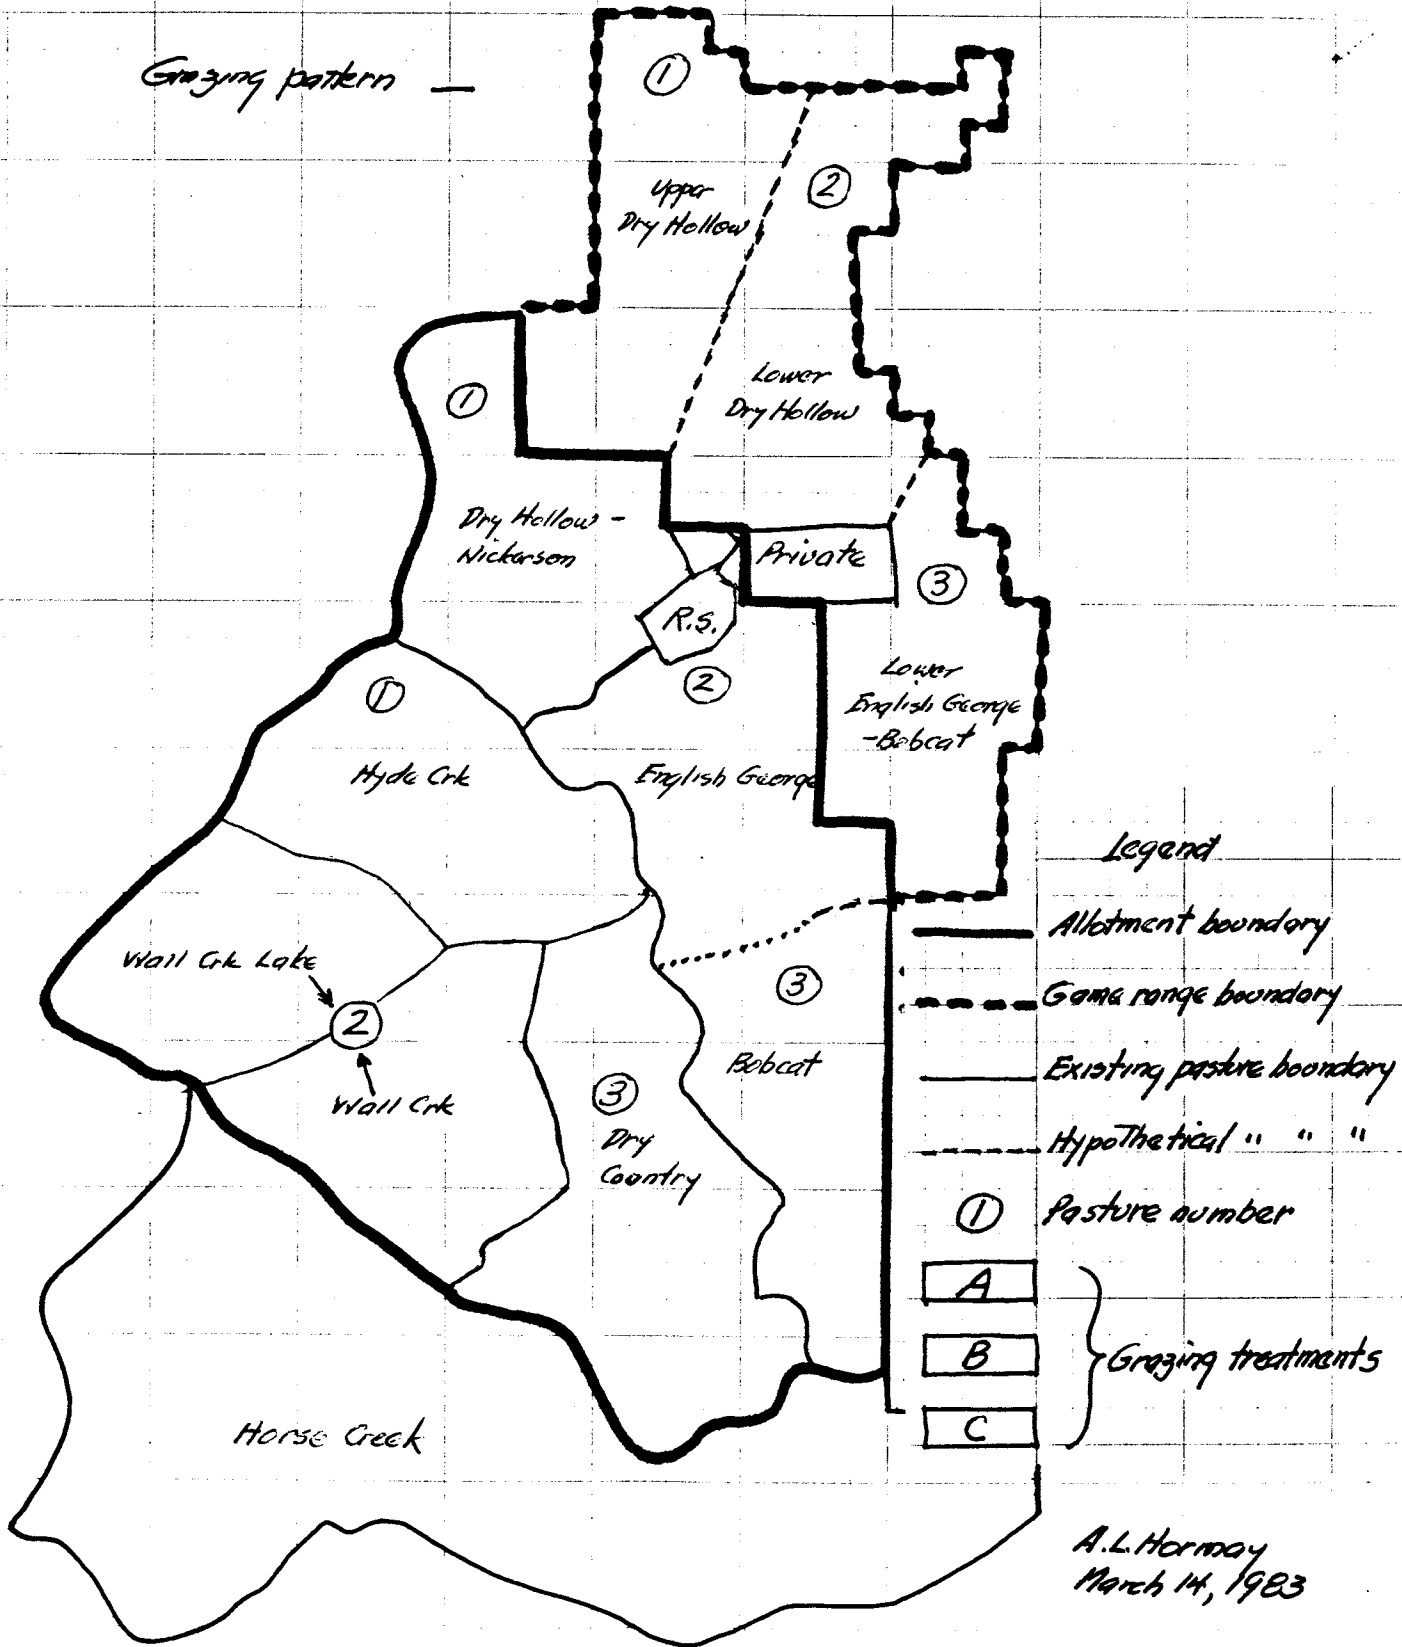 Grazing pattern —
①
Upper
Dry Hollow
②
Lower
Dry Hollow
①
Dry Hollow -
Nickerson
Private
③
R.S.
②
Lower
English George
-Bobcat
①
Hyde Crk
English George
Wall Crk Lake
②
Wall Crk
③
Dry
Country
③
Bobcat
Horse Creek
Legend
Allotment boundary
Game range boundary
Existing pasture boundary
Hypothetical " " "
① Pasture number
A
B
C
Grazing treatments
A.L. Hormay
March 14, 1983